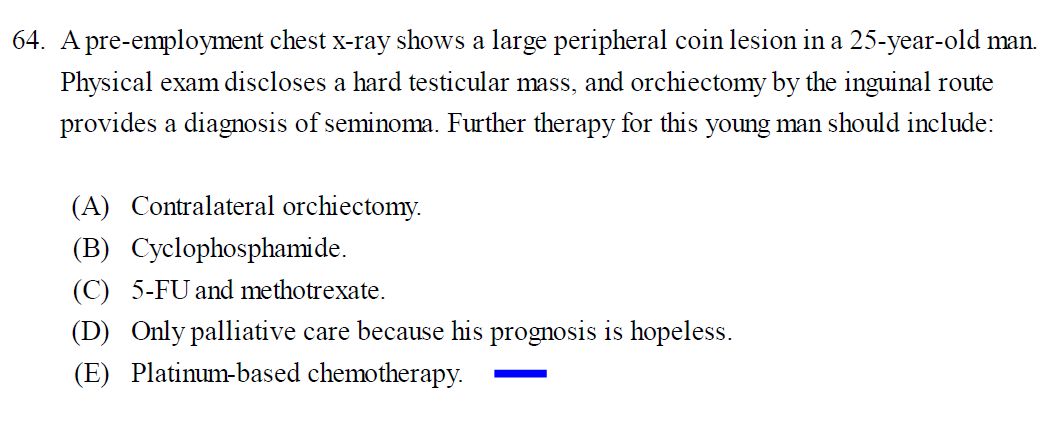 64. A pre-employment chest x-ray shows a large peripheral coin lesion in a 25-year-old man.
Physical exam discloses a hard testicular mass, and orchiectomy by the inguinal route
provides a diagnosis of seminoma. Further therapy for this young man should include:
(A) Contralateral orchiectomy.
(B) Cyclophosphamide.
(C) 5-FU and methotrexate.
(D) Only palliative care because his prognosis is hopeless.
(E) Platinum-based chemotherapy.